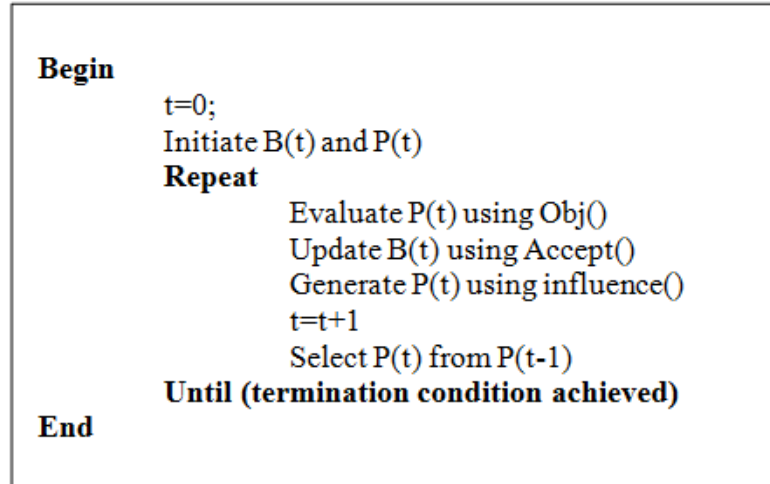 Begin
t=0;
Initiate B(t) and P(t)
Repeat
Evaluate P(t) using Obj()
Update B(t) using Accept()
Generate P(t) using influence()
t=t+1
Select P(t) from P(t-1)
Until (termination condition achieved)
End